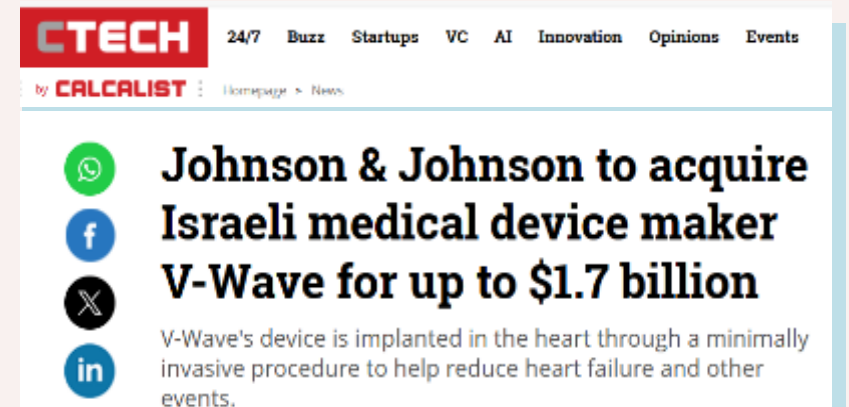 CTECH
24/7 Buzz Startups VC AI Innovation Opinions Events
by CALCALIST
Homepage > News
Johnson & Johnson to acquire
Israeli medical device maker
V-Wave for up to $1.7 billion
V-Wave's device is implanted in the heart through a minimally
invasive procedure to help reduce heart failure and other
events.